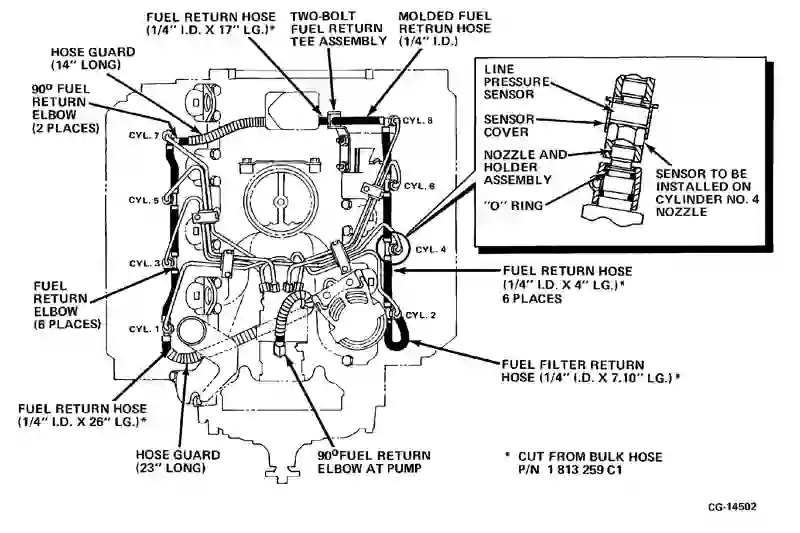 FUEL RETURN HOSE
(1/4" I.D. X 17" LG.)*
TWO-BOLT
FUEL RETURN
TEE ASSEMBLY
MOLDED FUEL
RETRUN HOSE
(1/4" I.D.)
HOSE GUARD
(14" LONG)
90° FUEL
RETURN
ELBOW
(2 PLACES)
CYL. 7
CYL. 8
CYL. 5
CYL. 6
CYL. 3
CYL. 4
CYL. 1
CYL. 2
LINE
PRESSURE
SENSOR
SENSOR
COVER
NOZZLE AND
HOLDER
ASSEMBLY
"O" RING
SENSOR TO BE
INSTALLED ON
CYLINDER NO. 4
NOZZLE
FUEL
RETURN
ELBOW
(6 PLACES)
FUEL RETURN HOSE
(1/4" I.D. X 4" LG.)*
6 PLACES
FUEL FILTER RETURN
HOSE (1/4" I.D. X 7.10" LG.)*
FUEL RETURN HOSE
(1/4" I.D. X 26" LG.)*
HOSE GUARD
(23" LONG)
90° FUEL RETURN
ELBOW AT PUMP
* CUT FROM BULK HOSE
P/N 1 813 259 C1
CG-14502